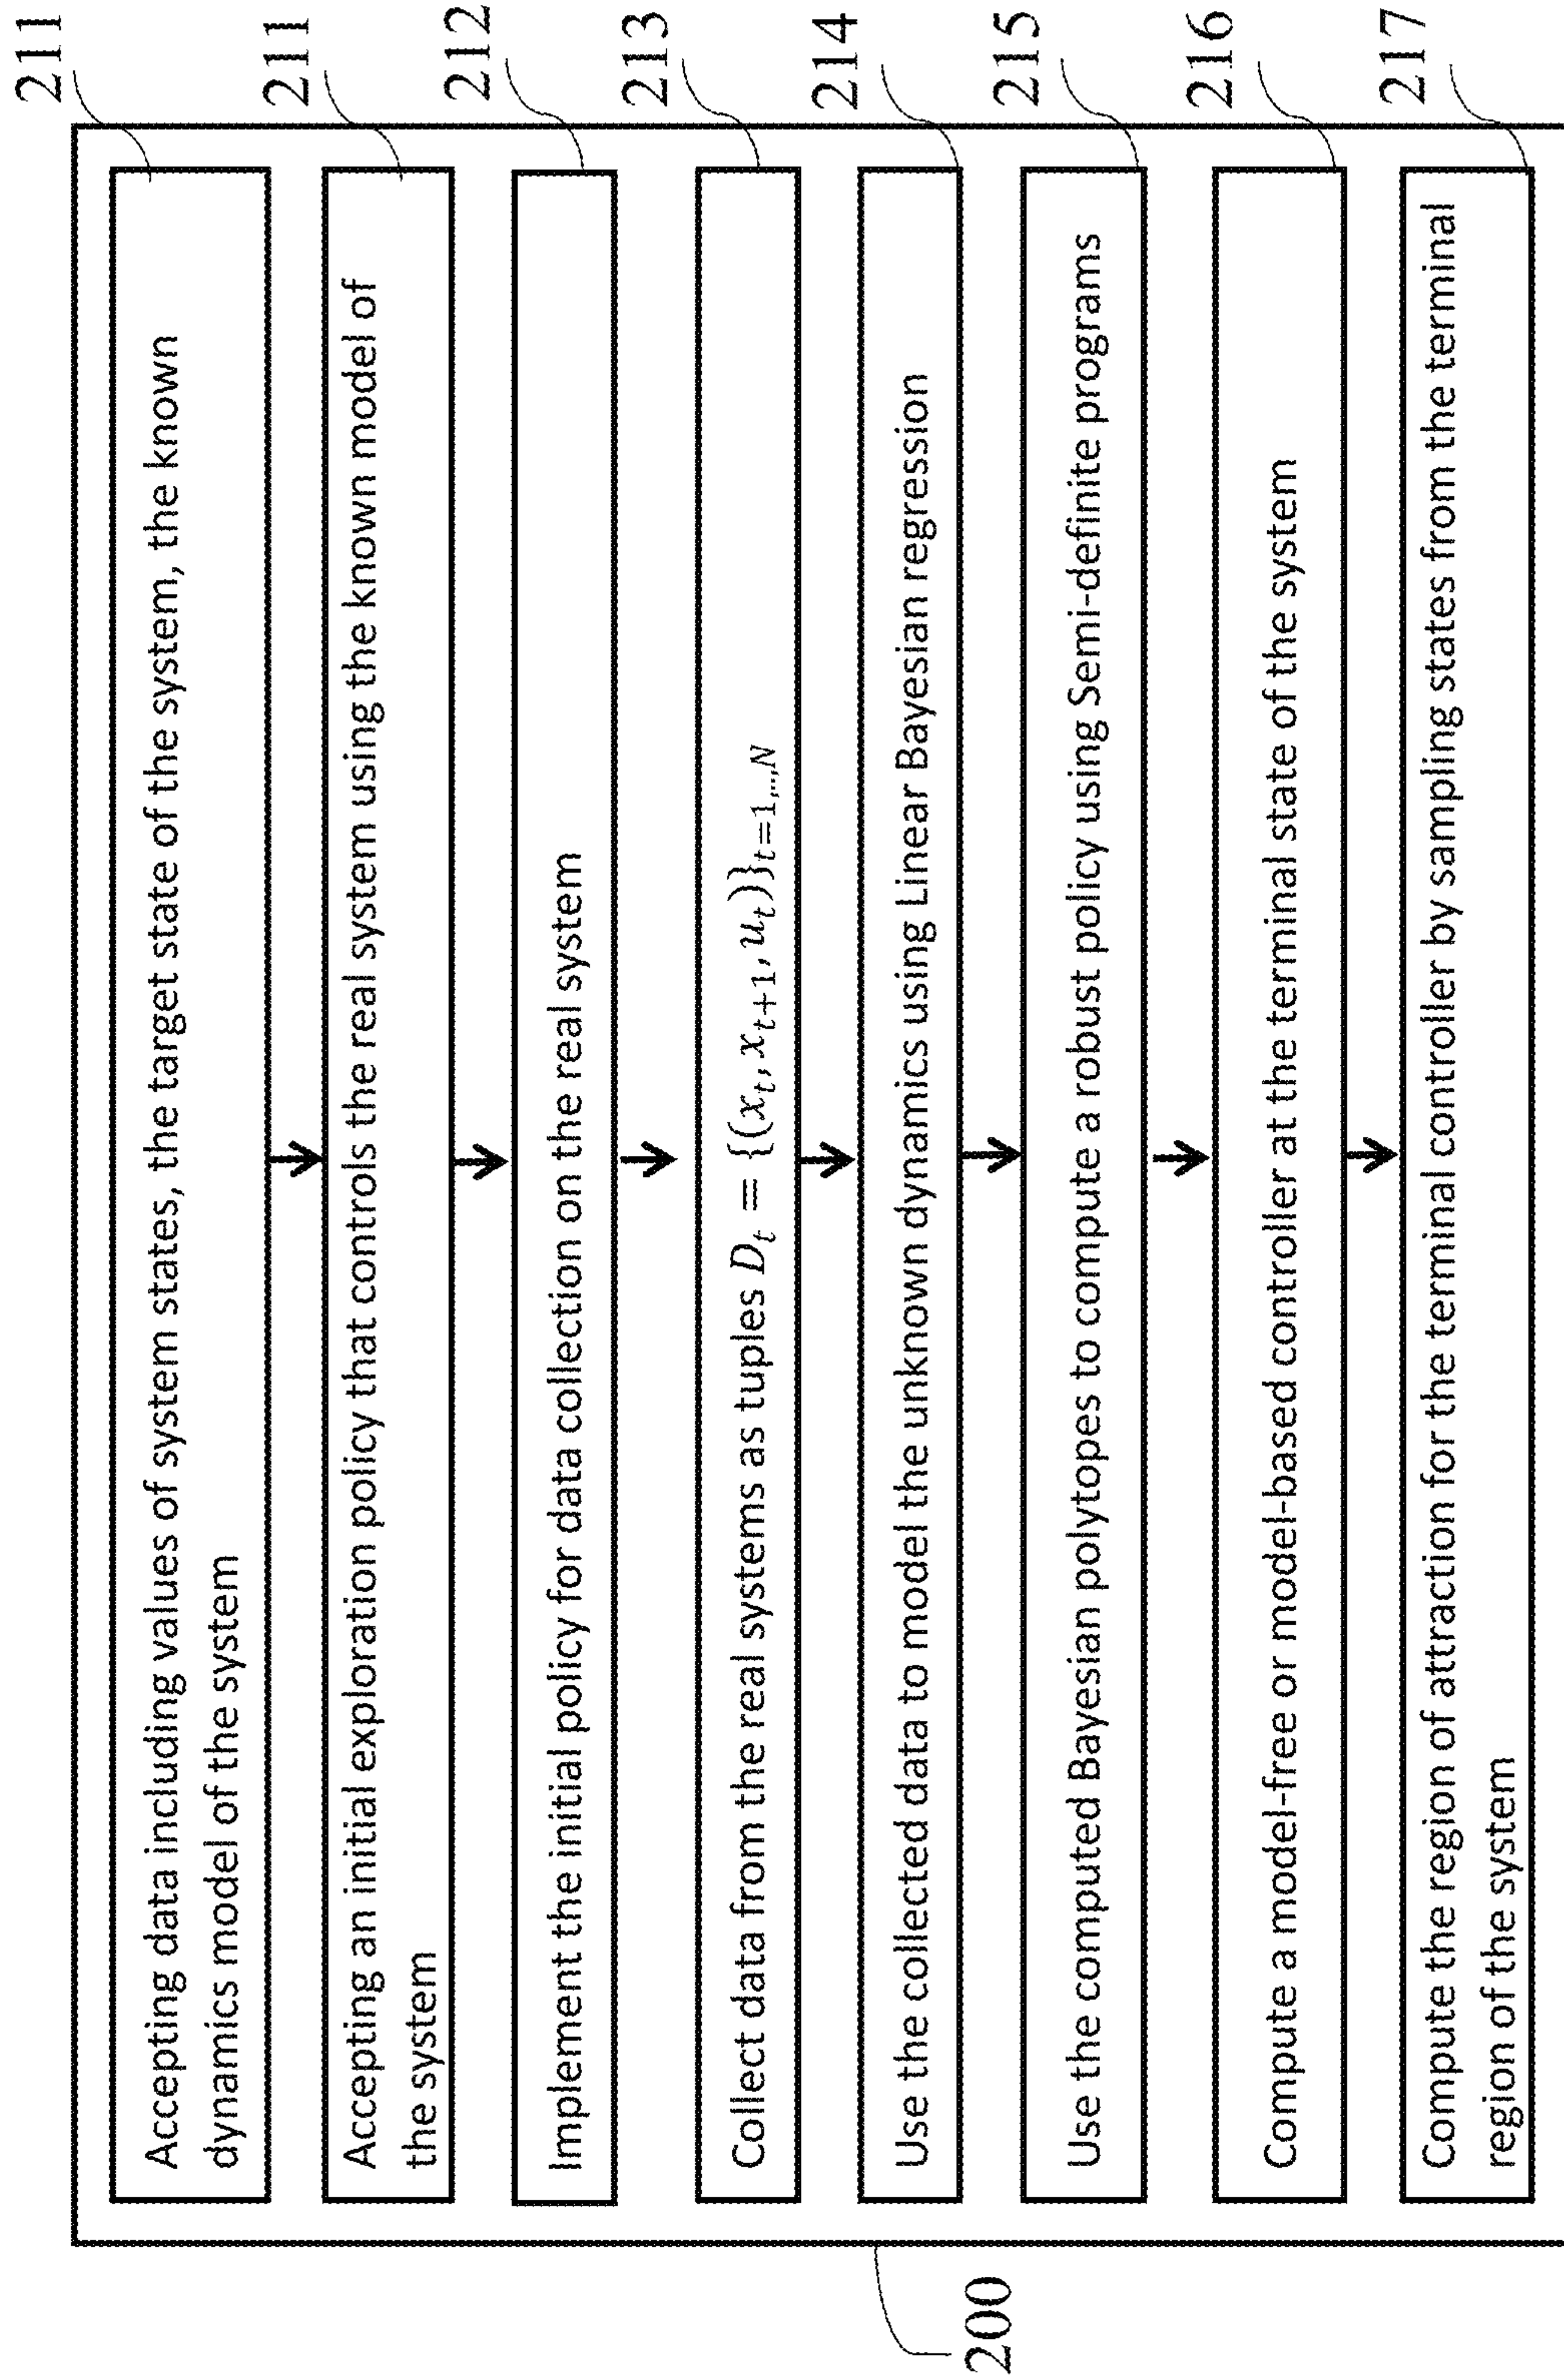 211
Accepting data including values of system states, the target state of the system, the known
dynamics model of the system
211
Accepting an initial exploration policy that controls the real system using the known model of
the system
212
Implement the initial policy for data collection on the real system
213
Collect data from the real systems as tuples D_t = {(x_t, x_{t+1}, u_t)}_{t=1,...,N}
214
Use the collected data to model the unknown dynamics using Linear Bayesian regression
215
Use the computed Bayesian polytopes to compute a robust policy using Semi-definite programs
216
Compute a model-free or model-based controller at the terminal state of the system
217
Compute the region of attraction for the terminal controller by sampling states from the terminal
region of the system
200